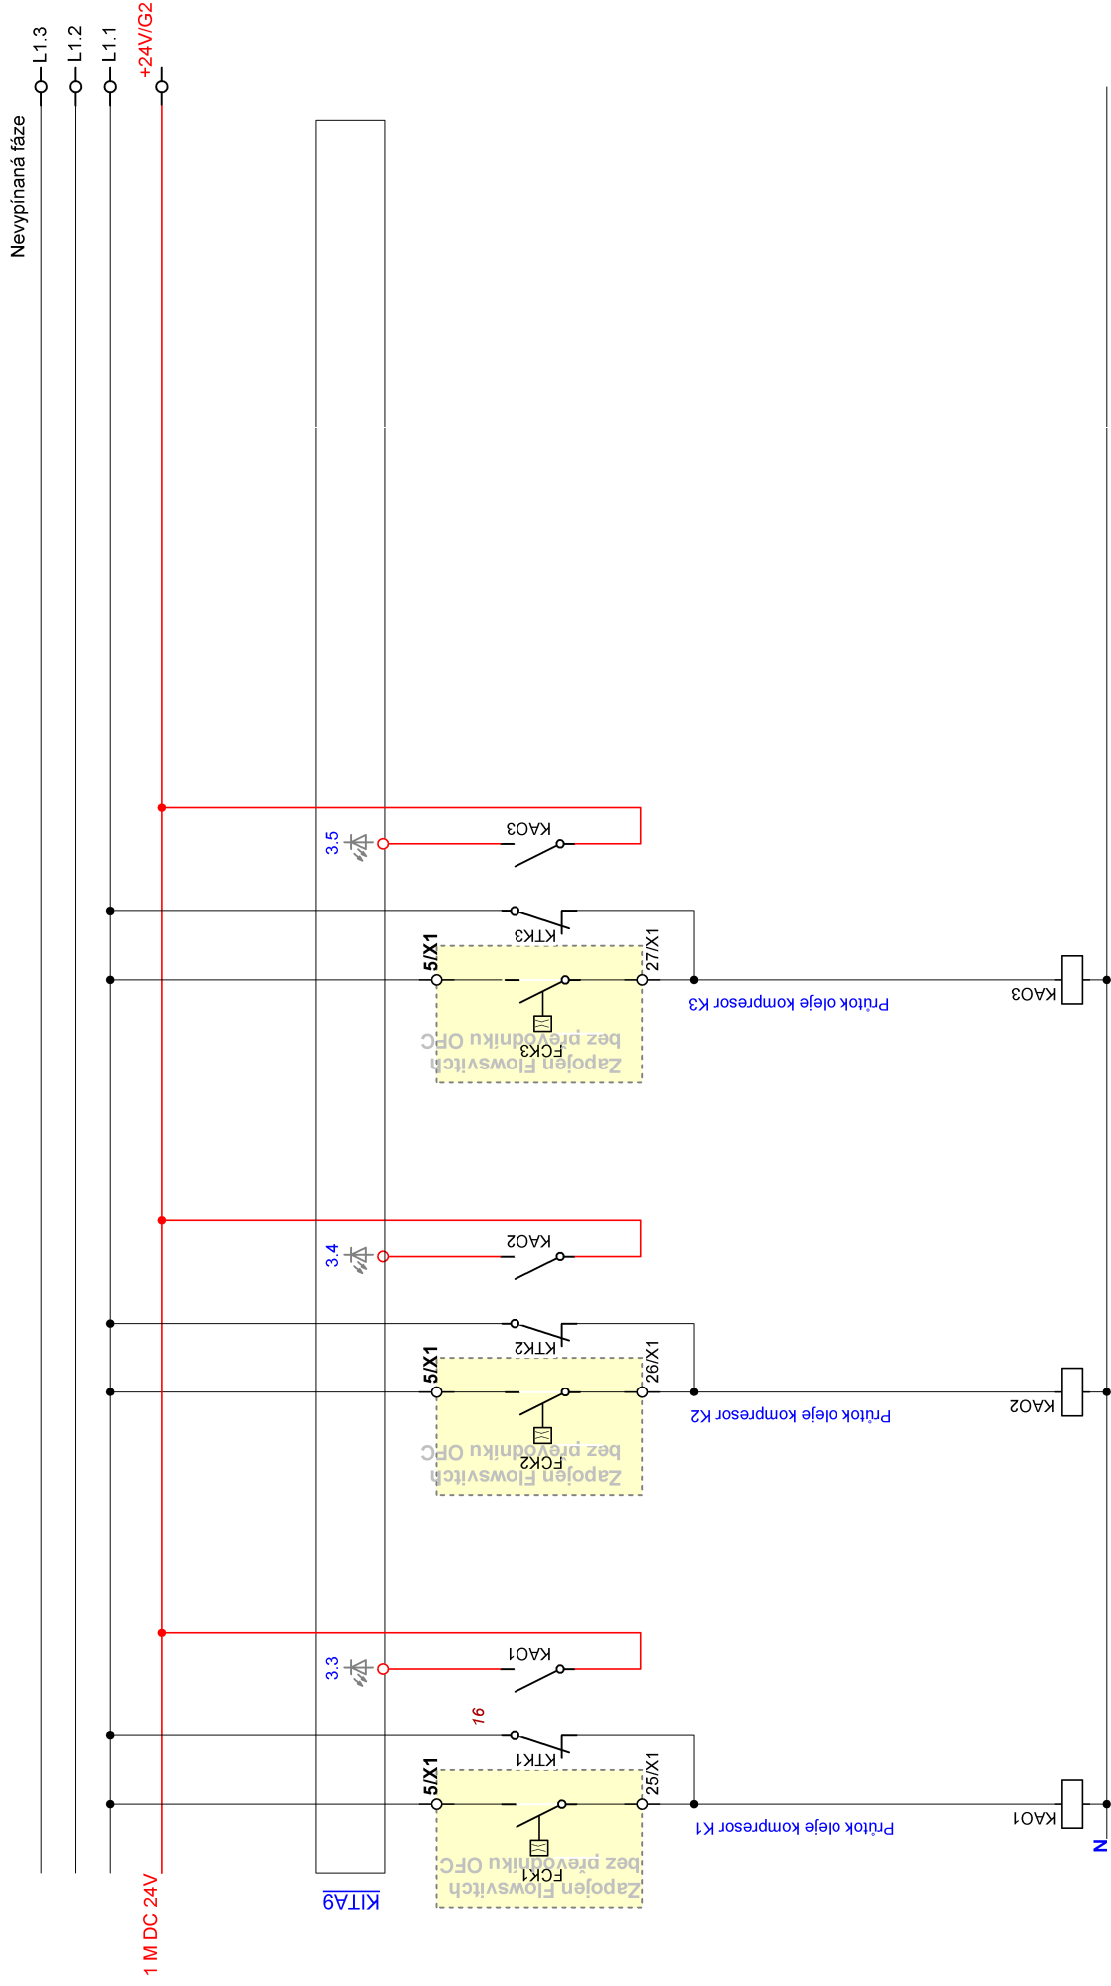 Nevypínaná fáze
L1.3
L1.2
L1.1
+24V/G2
3.5
KAO3
KTK3
5/X1
27/X1
FCK3
Zapojen Flowsvitch
bez převodníku OFC
Průtok oleje kompresor K3
KAO3
3.4
KAO2
KTK2
5/X1
26/X1
FCK2
Zapojen Flowsvitch
bez převodníku OFC
Průtok oleje kompresor K2
KAO2
3.3
KAO1
16
KTK1
5/X1
25/X1
FCK1
Zapojen Flowsvitch
bez převodníku OFC
Průtok oleje kompresor K1
KAO1
N
KITA9
1 M DC 24V